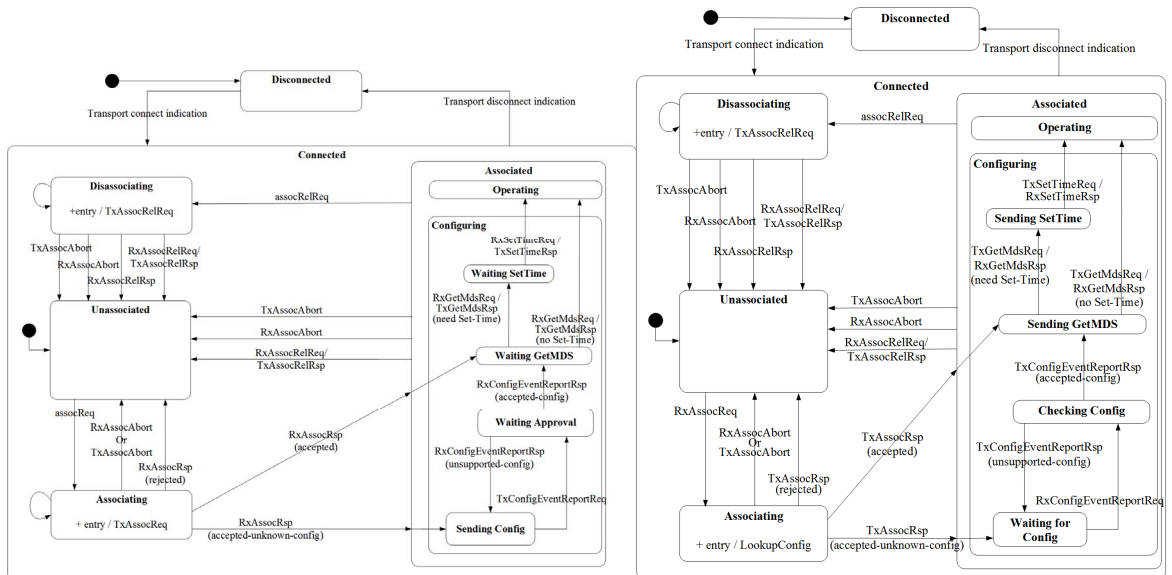 Disconnected
Transport connect indication
Transport disconnect indication
Connected
Disassociating
+entry / TxAssocRelReq
assocRelReq
Associated
Operating
Configuring
RxSetTimeReq /
TxSetTimeRsp
Waiting SetTime
TxAssocAbort
RxAssocAbort
RxAssocRelReq/
TxAssocRelRsp
RxAssocRelRsp
RxGetMdsReq /
TxGetMdsRsp
(need Set-Time)
RxGetMdsReq /
TxGetMdsRsp
(no Set-Time)
Unassociated
TxAssocAbort
RxAssocAbort
RxAssocRelReq/
TxAssocRelRsp
Waiting GetMDS
RxConfigEventReportRsp
(accepted-config)
Waiting Approval
assocReq
RxAssocAbort
Or
TxAssocAbort
RxAssocRsp
(rejected)
RxAssocRsp
(accepted)
RxConfigEventReportRsp
(unsupported-config)
TxConfigEventReportReq
Associating
+ entry / TxAssocReq
RxAssocRsp
(accepted-unknown-config)
Sending Config
Disconnected
Transport connect indication
Transport disconnect indication
Connected
Disassociating
+entry / TxAssocRelReq
assocRelReq
Associated
Operating
Configuring
TxSetTimeReq /
RxSetTimeRsp
Sending SetTime
TxAssocAbort
RxAssocAbort
RxAssocRelReq/
TxAssocRelRsp
RxAssocRelRsp
TxGetMdsReq /
RxGetMdsRsp
(need Set-Time)
TxGetMdsReq /
RxGetMdsRsp
(no Set-Time)
Unassociated
TxAssocAbort
RxAssocAbort
RxAssocRelReq/
TxAssocRelRsp
Sending GetMDS
TxConfigEventReportRsp
(accepted-config)
Checking Config
RxAssocReq
RxAssocAbort
Or
TxAssocAbort
TxAssocRsp
(rejected)
TxAssocRsp
(accepted)
TxConfigEventReportRsp
(unsupported-config)
RxConfigEventReportReq
Associating
+ entry / LookupConfig
TxAssocRsp
(accepted-unknown-config)
Waiting for
Config